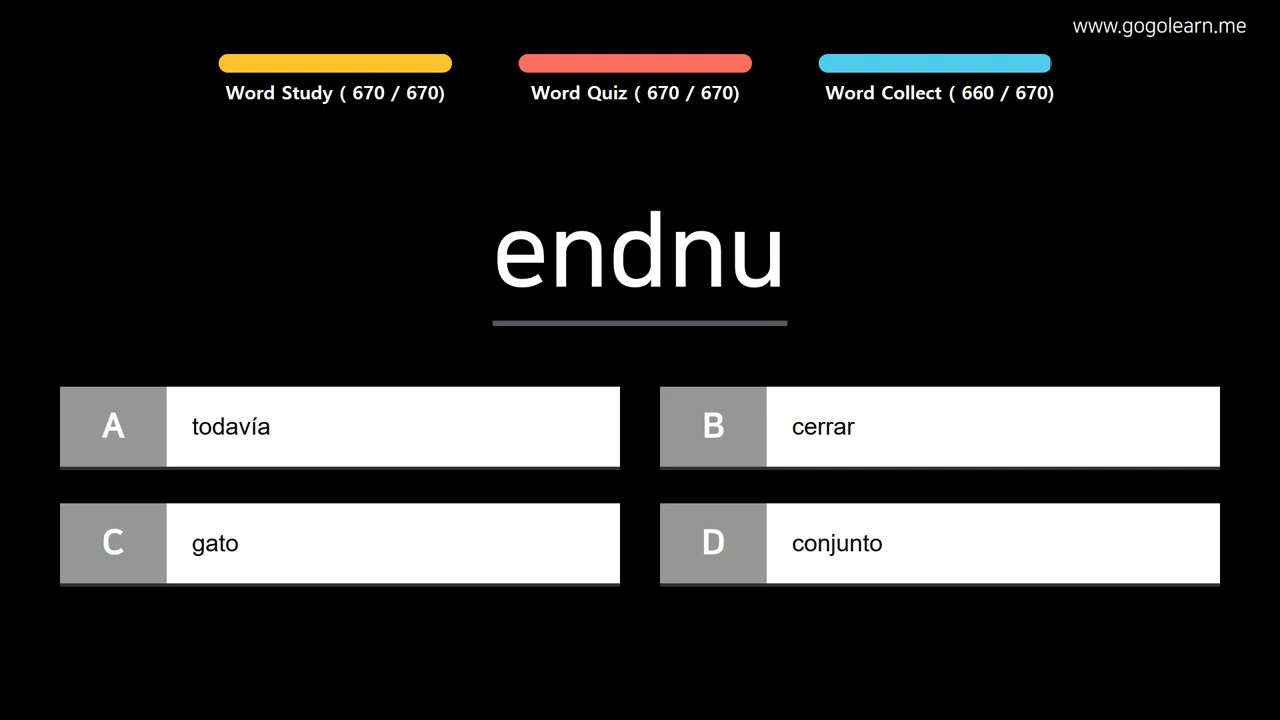 www.gogolearn.me
Word Study ( 670 / 670)
Word Quiz ( 670 / 670)
Word Collect ( 660 / 670)
endnu
A todavía
B cerrar
C gato
D conjunto